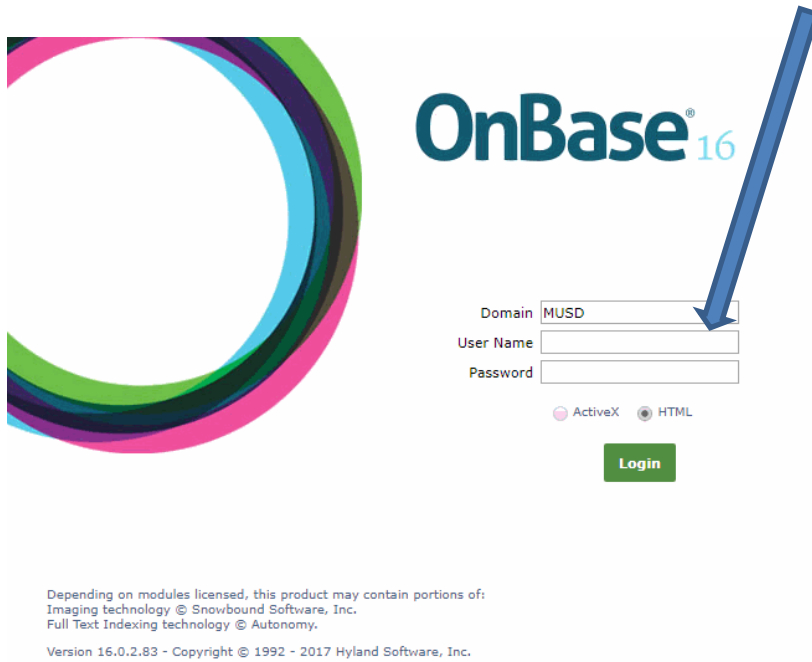 OnBase® 16
Domain MUSD
User Name
Password
ActiveX HTML
Login
Depending on modules licensed, this product may contain portions of:
Imaging technology © Snowbound Software, Inc.
Full Text Indexing technology © Autonomy.
Version 16.0.2.83 - Copyright © 1992 - 2017 Hyland Software, Inc.